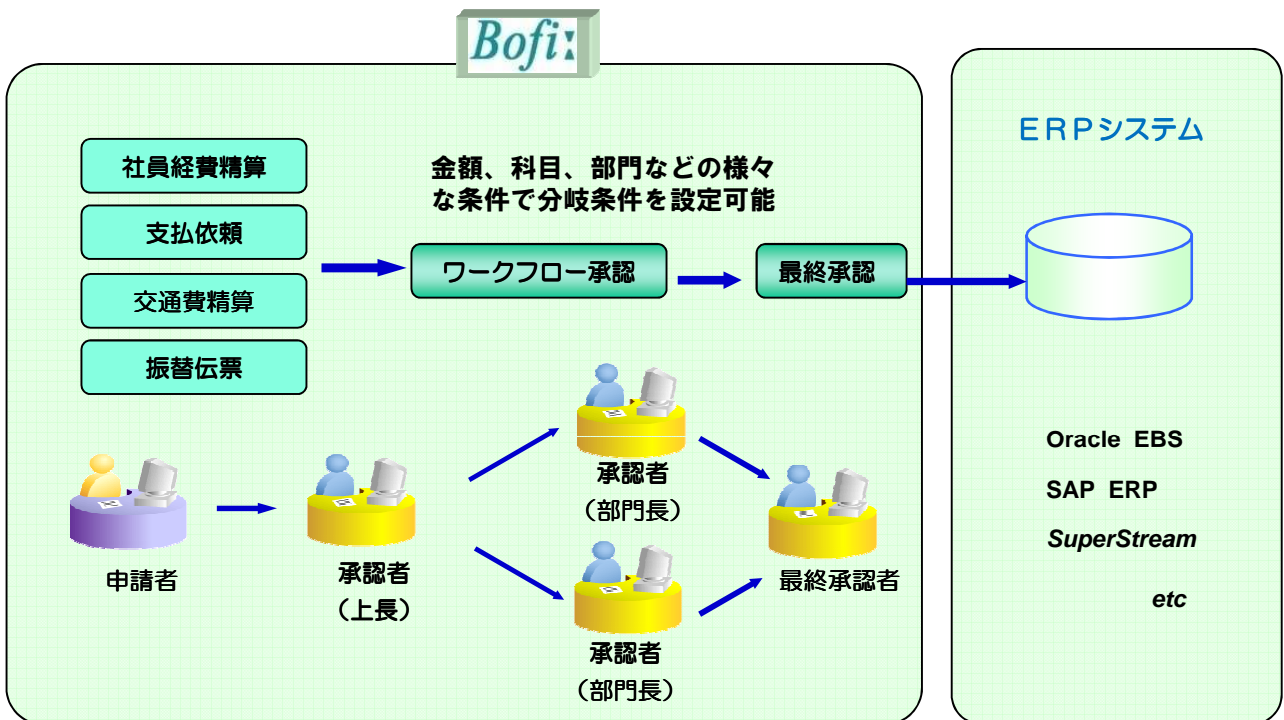 Bofi:
社員経費精算
支払依頼
交通費精算
振替伝票
金額、科目、部門などの様々
な条件で分岐条件を設定可能
ワークフロー承認
最終承認
申請者
承認者
（上長）
承認者
（部門長）
承認者
（部門長）
最終承認者
ＥＲＰシステム
Oracle EBS
SAP ERP
SuperStream
etc